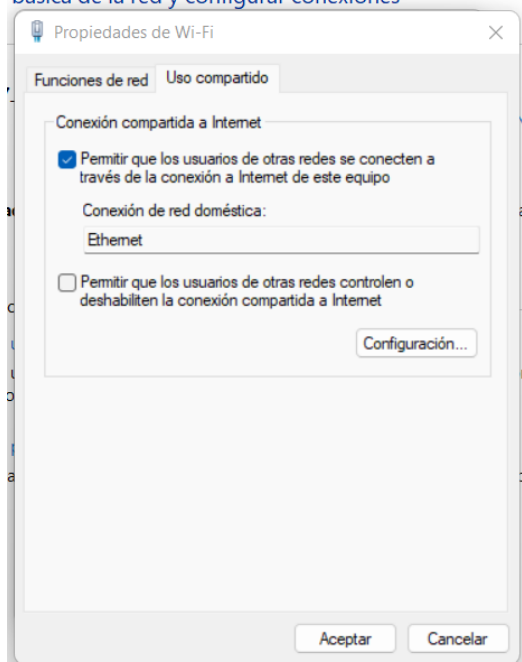 básica de la red y configurar conexiones
Propiedades de Wi-Fi
Funciones de red Uso compartido
Conexión compartida a Internet
Permitir que los usuarios de otras redes se conecten a
través de la conexión a Internet de este equipo
Conexión de red doméstica:
Ethernet
Permitir que los usuarios de otras redes controlen o
deshabiliten la conexión compartida a Internet
Configuración...
Aceptar Cancelar